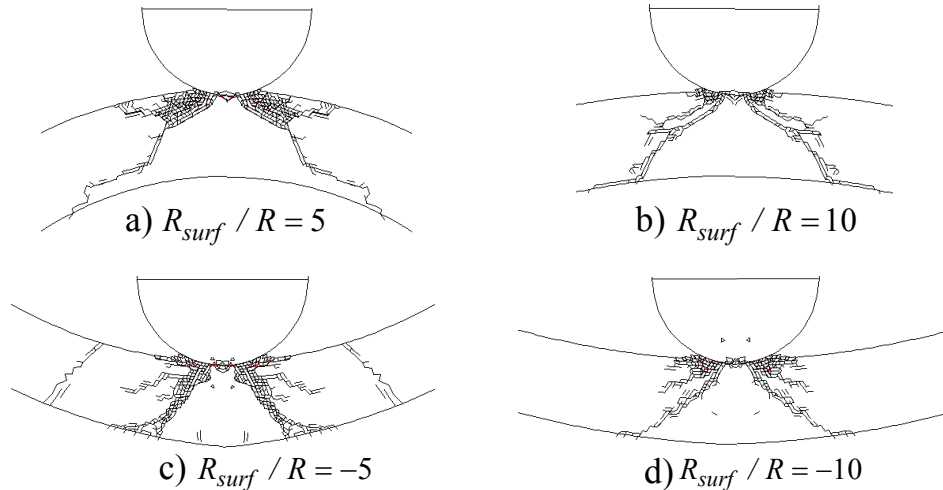 a) R_surf / R = 5
b) R_surf / R = 10
c) R_surf / R = −5
d) R_surf / R = −10